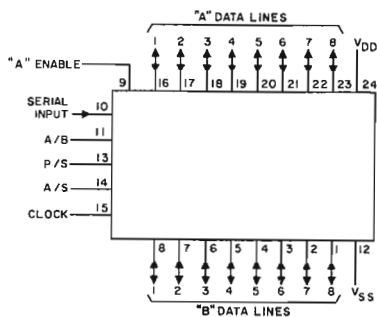 "A" DATA LINES
1 2 3 4 5 6 7 8 VDD
"A" ENABLE
9 16 17 18 19 20 21 22 23 24
SERIAL INPUT 10
A/B 11
P/S 13
A/S 14
CLOCK 15
8 7 6 5 4 3 2 1 12
1 2 3 4 5 6 7 8 VSS
"B" DATA LINES